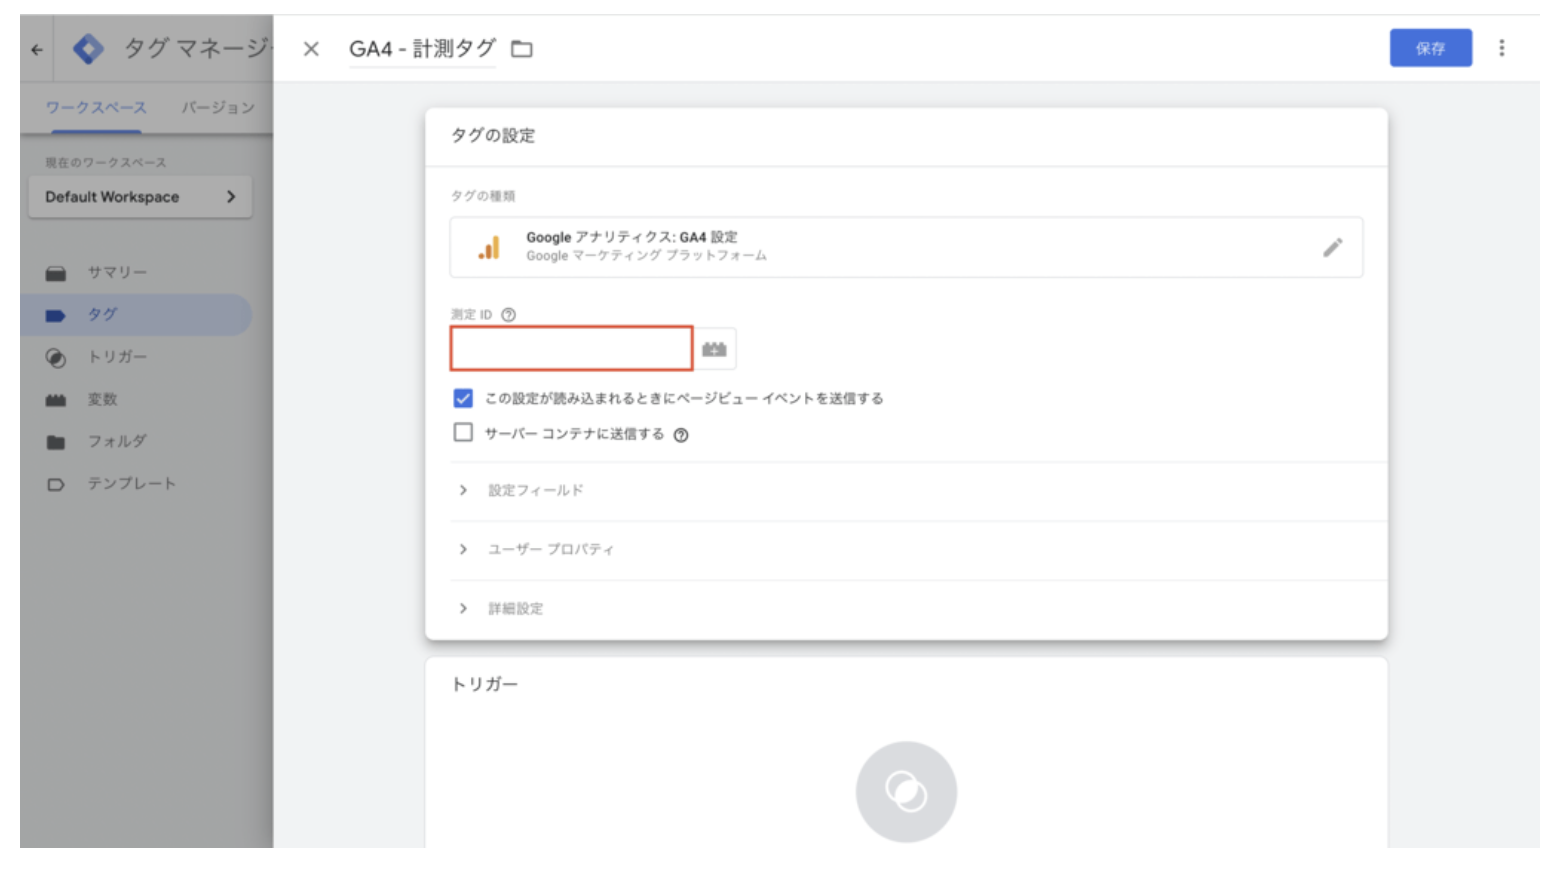 タグ マネージ
GA4 - 計測タグ
保存
ワークスペース
バージョン
現在のワークスペース
Default Workspace
サマリー
タグ
トリガー
変数
フォルダ
テンプレート
タグの設定
タグの種類
Google アナリティクス: GA4 設定
Google マーケティング プラットフォーム
測定 ID
この設定が読み込まれるときにページビュー イベントを送信する
サーバー コンテナに送信する
設定フィールド
ユーザー プロパティ
詳細設定
トリガー